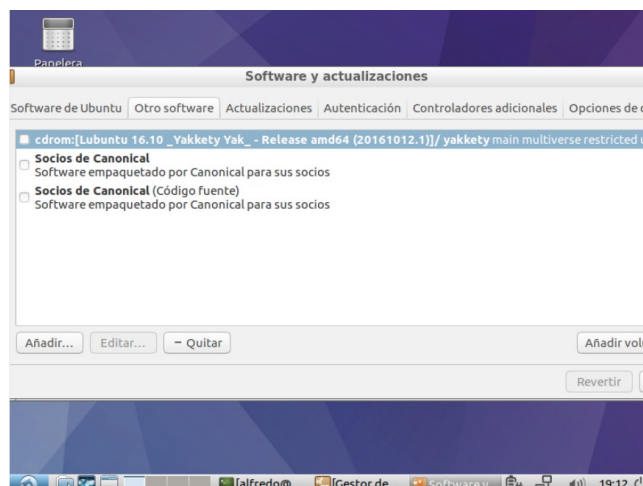 Papelera
Software y actualizaciones
Software de Ubuntu Otro software Actualizaciones Autenticación Controladores adicionales Opciones de
cdrom:[Lubuntu 16.10 _Yakkety Yak_ - Release amd64 (20161012.1)]/ yakkety main multiverse restricted
Socios de Canonical
Software empaquetado por Canonical para sus socios
Socios de Canonical (Código fuente)
Software empaquetado por Canonical para sus socios
Añadir... Editar... − Quitar Añadir vol
Revertir
[alfredo@ [Gestor de Software y 19:12